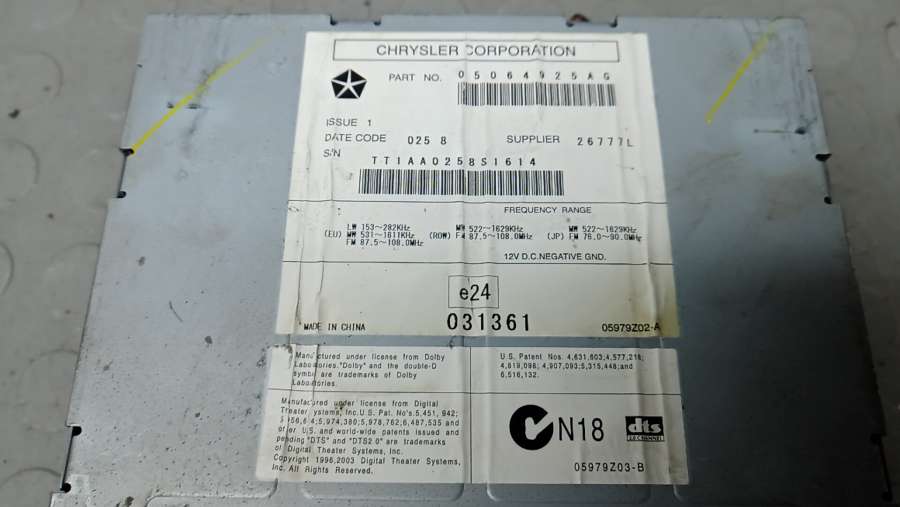 CHRYSLER CORPORATION
PART NO. 05064925AG
ISSUE 1
DATE CODE 0258 SUPPLIER 26777L
S/N
TT1AA0258S1614
FREQUENCY RANGE
LW 153~282KHz MW 522~1629KHz MW 522~1629KHz
(EU) MW 531~1611KHz (ROW) FM 87.5~108.0MHz (JP) FM 76.0~90.0MHz
FM 87.5~108.0MHz
12V D.C.NEGATIVE GND.
e24
MADE IN CHINA 031361 05979Z02-A
Manufactured under license from Dolby
Laboratories."Dolby" and the double-D
symbol are trademarks of Dolby
Laboratories.
U.S. Patent Nos. 4,631,603;4,577,216;
4,819,098; 4,907,093;5,315,448;and
6,516,132.
Manufactured under license from Digital
Theater Systems, Inc.U.S. Pat. No's.5,451,942;
5,956,674;5,974,380;5,978,762;6,487,535 and
other U.S. and world-wide patents issued and
pending "DTS" and "DTS2.0" are trademarks
of Digital Theater Systems, Inc.
Copyright 1996,2003 Digital Theater Systems,
Inc. All Rights Reserved.
N18
dts
2.0 CHANNEL
05979Z03-B